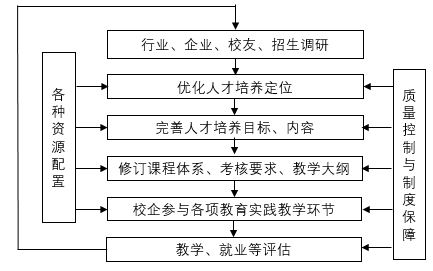 行业、企业、校友、招生调研
优化人才培养定位
完善人才培养目标、内容
修订课程体系、考核要求、教学大纲
校企参与各项教育实践教学环节
教学、就业等评估
各种资源配置
质量控制与制度保障